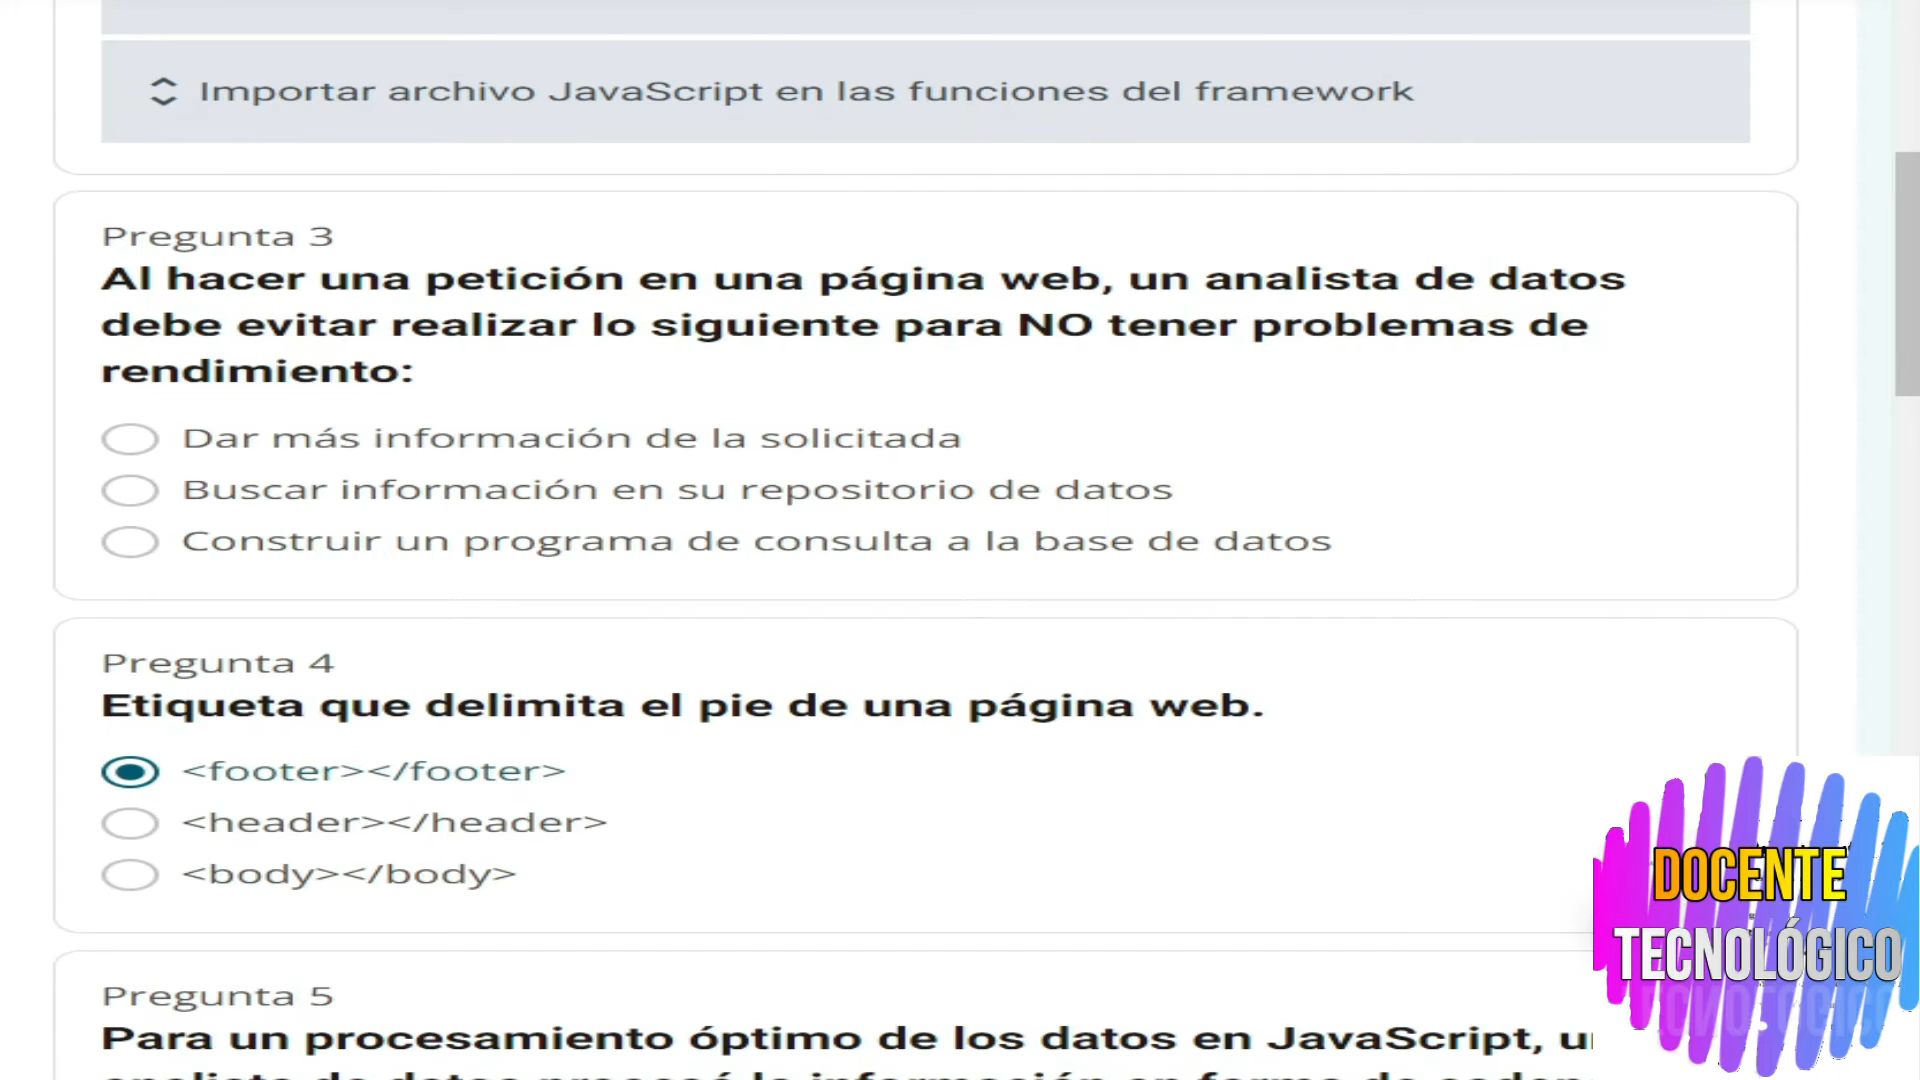 Importar archivo JavaScript en las funciones del framework
Pregunta 3
Al hacer una petición en una página web, un analista de datos
debe evitar realizar lo siguiente para NO tener problemas de
rendimiento:
Dar más información de la solicitada
Buscar información en su repositorio de datos
Construir un programa de consulta a la base de datos
Pregunta 4
Etiqueta que delimita el pie de una página web.
<footer></footer>
<header></header>
<body></body>
Pregunta 5
Para un procesamiento óptimo de los datos en JavaScript,
DOCENTE
TECNOLÓGICO